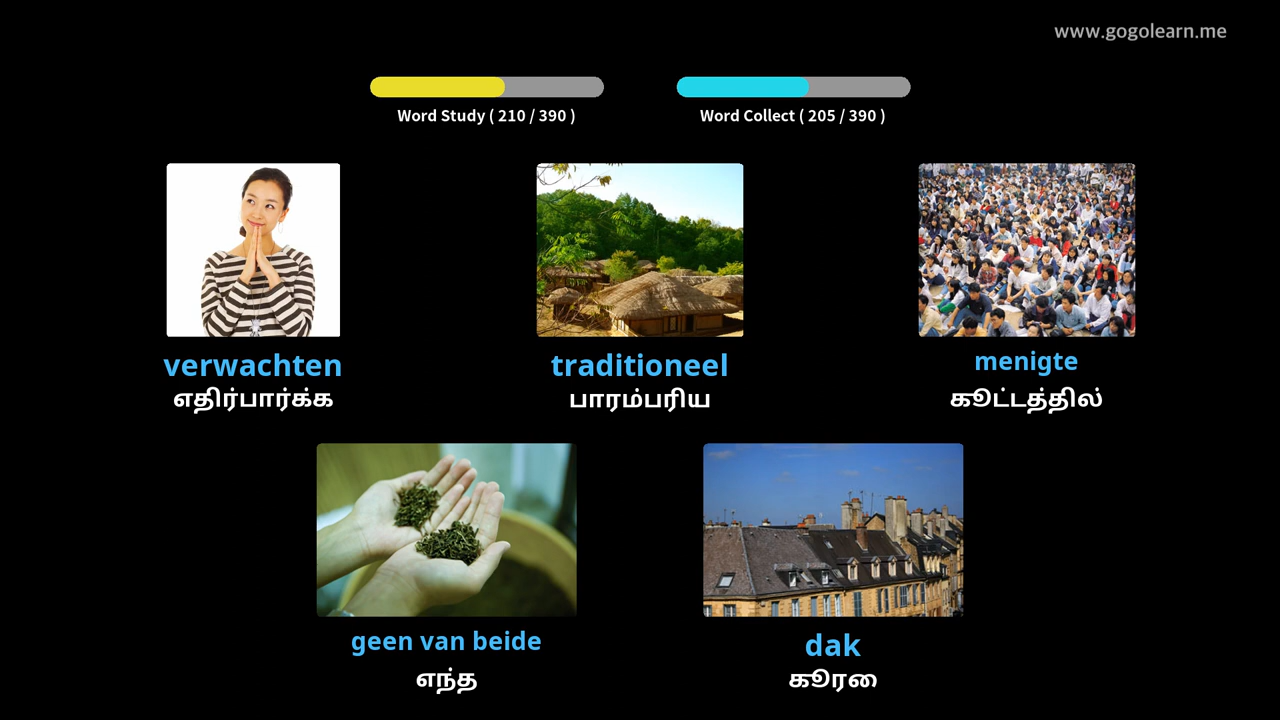 www.gogolearn.me
Word Study ( 210 / 390 )
Word Collect ( 205 / 390 )
verwachten
எதிர்பார்க்க
traditioneel
பாரம்பரிய
menigte
கூட்டத்தில்
geen van beide
எந்த
dak
கூரை